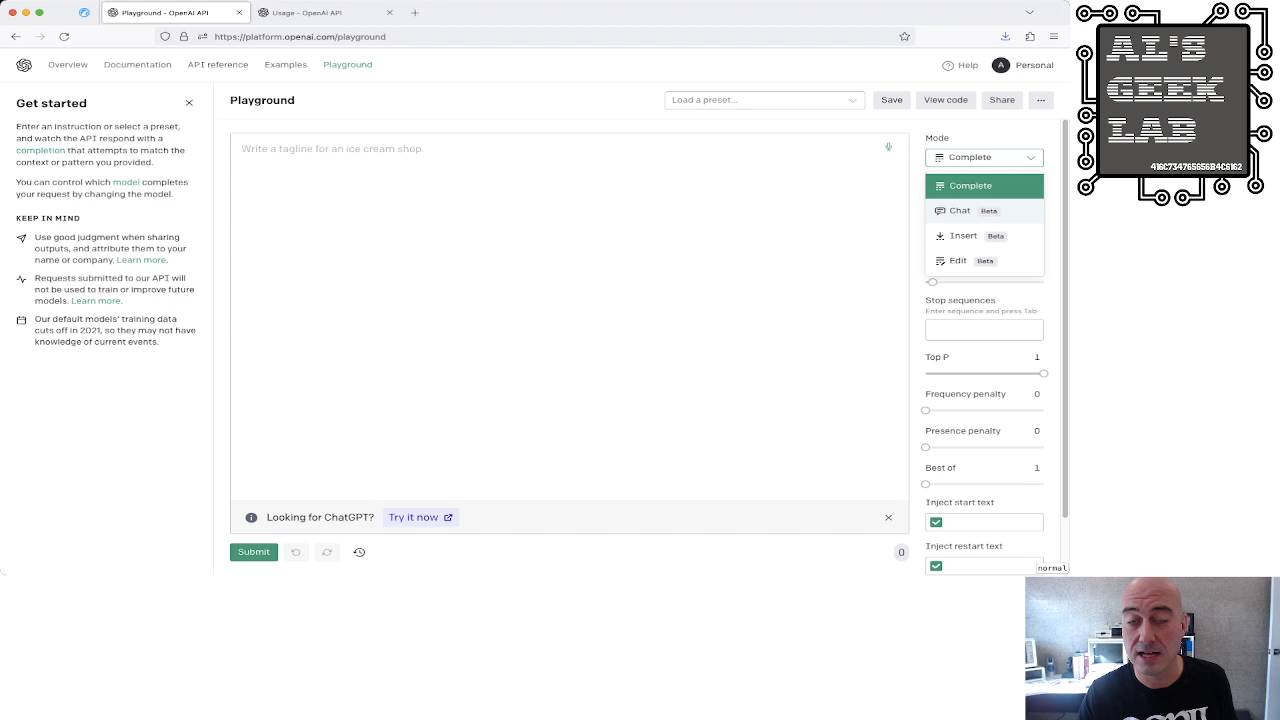 Playground - OpenAI API
Usage - OpenAI API
https://platform.openai.com/playground
Overview
Documentation
API reference
Examples
Playground
Help
A
Personal
Get started
Enter an instruction or select a preset,
and watch the API respond with a
completion that attempts to match the
context or pattern you provided.
You can control which model completes
your request by changing the model.
KEEP IN MIND
Use good judgment when sharing
outputs, and attribute them to your
name or company. Learn more.
Requests submitted to our API will
not be used to train or improve future
models. Learn more.
Our default models' training data
cuts off in 2021, so they may not have
knowledge of current events.
Playground
Load a preset...
Save
View code
Share
...
Write a tagline for an ice cream shop.
Looking for ChatGPT? Try it now
Submit
0
Mode
Complete
Complete
Chat Beta
Insert Beta
Edit Beta
Stop sequences
Enter sequence and press Tab
Top P 1
Frequency penalty 0
Presence penalty 0
Best of 1
Inject start text
Inject restart text
normal
AL'S
GEEK
LAB